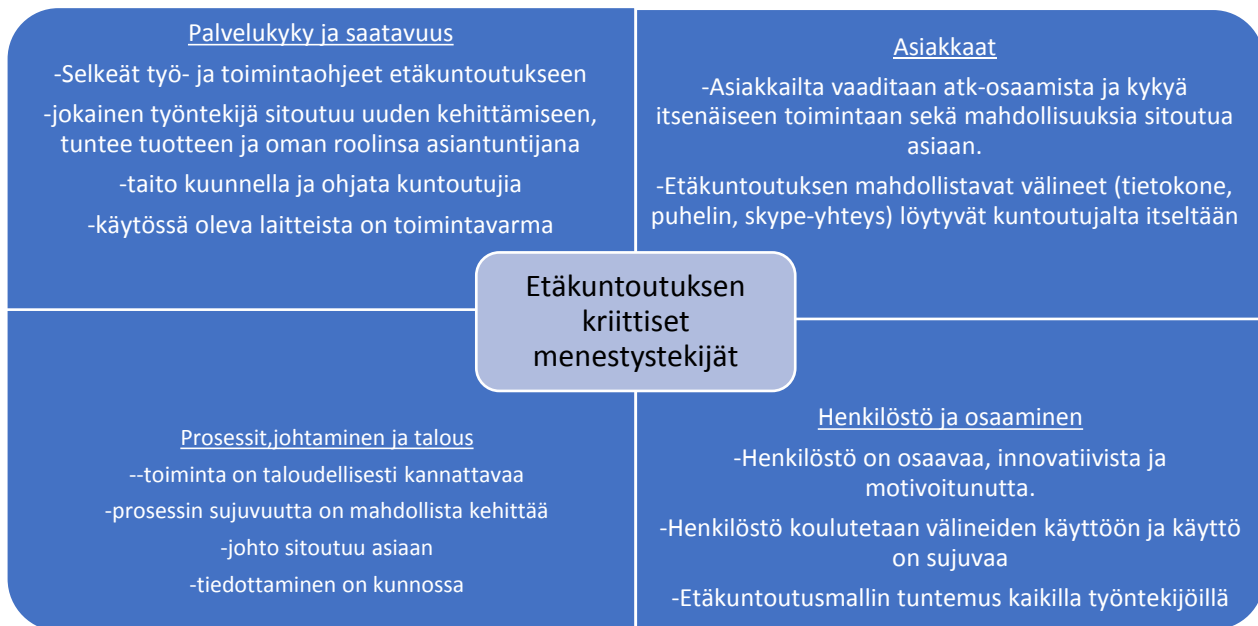 Palvelukyky ja saatavuus
-Selkeät työ- ja toimintaohjeet etäkuntoutukseen
-jokainen työntekijä sitoutuu uuden kehittämiseen,
tuntee tuotteen ja oman roolinsa asiantuntijana
-taito kuunnella ja ohjata kuntoutujia
-käytössä oleva laitteista on toimintavarma
Asiakkaat
-Asiakkailta vaaditaan atk-osaamista ja kykyä
itsenäiseen toimintaan sekä mahdollisuuksia sitoutua
asiaan.
-Etäkuntoutuksen mahdollistavat välineet (tietokone,
puhelin, skype-yhteys) löytyvät kuntoutujalta itseltään
Etäkuntoutuksen
kriittiset
menestystekijät
Prosessit,johtaminen ja talous
--toiminta on taloudellisesti kannattavaa
-prosessin sujuvuutta on mahdollista kehittää
-johto sitoutuu asiaan
-tiedottaminen on kunnossa
Henkilöstö ja osaaminen
-Henkilöstö on osaavaa, innovatiivista ja
motivoitunutta.
-Henkilöstö koulutetaan välineiden käyttöön ja käyttö
on sujuvaa
-Etäkuntoutusmallin tuntemus kaikilla työntekijöillä